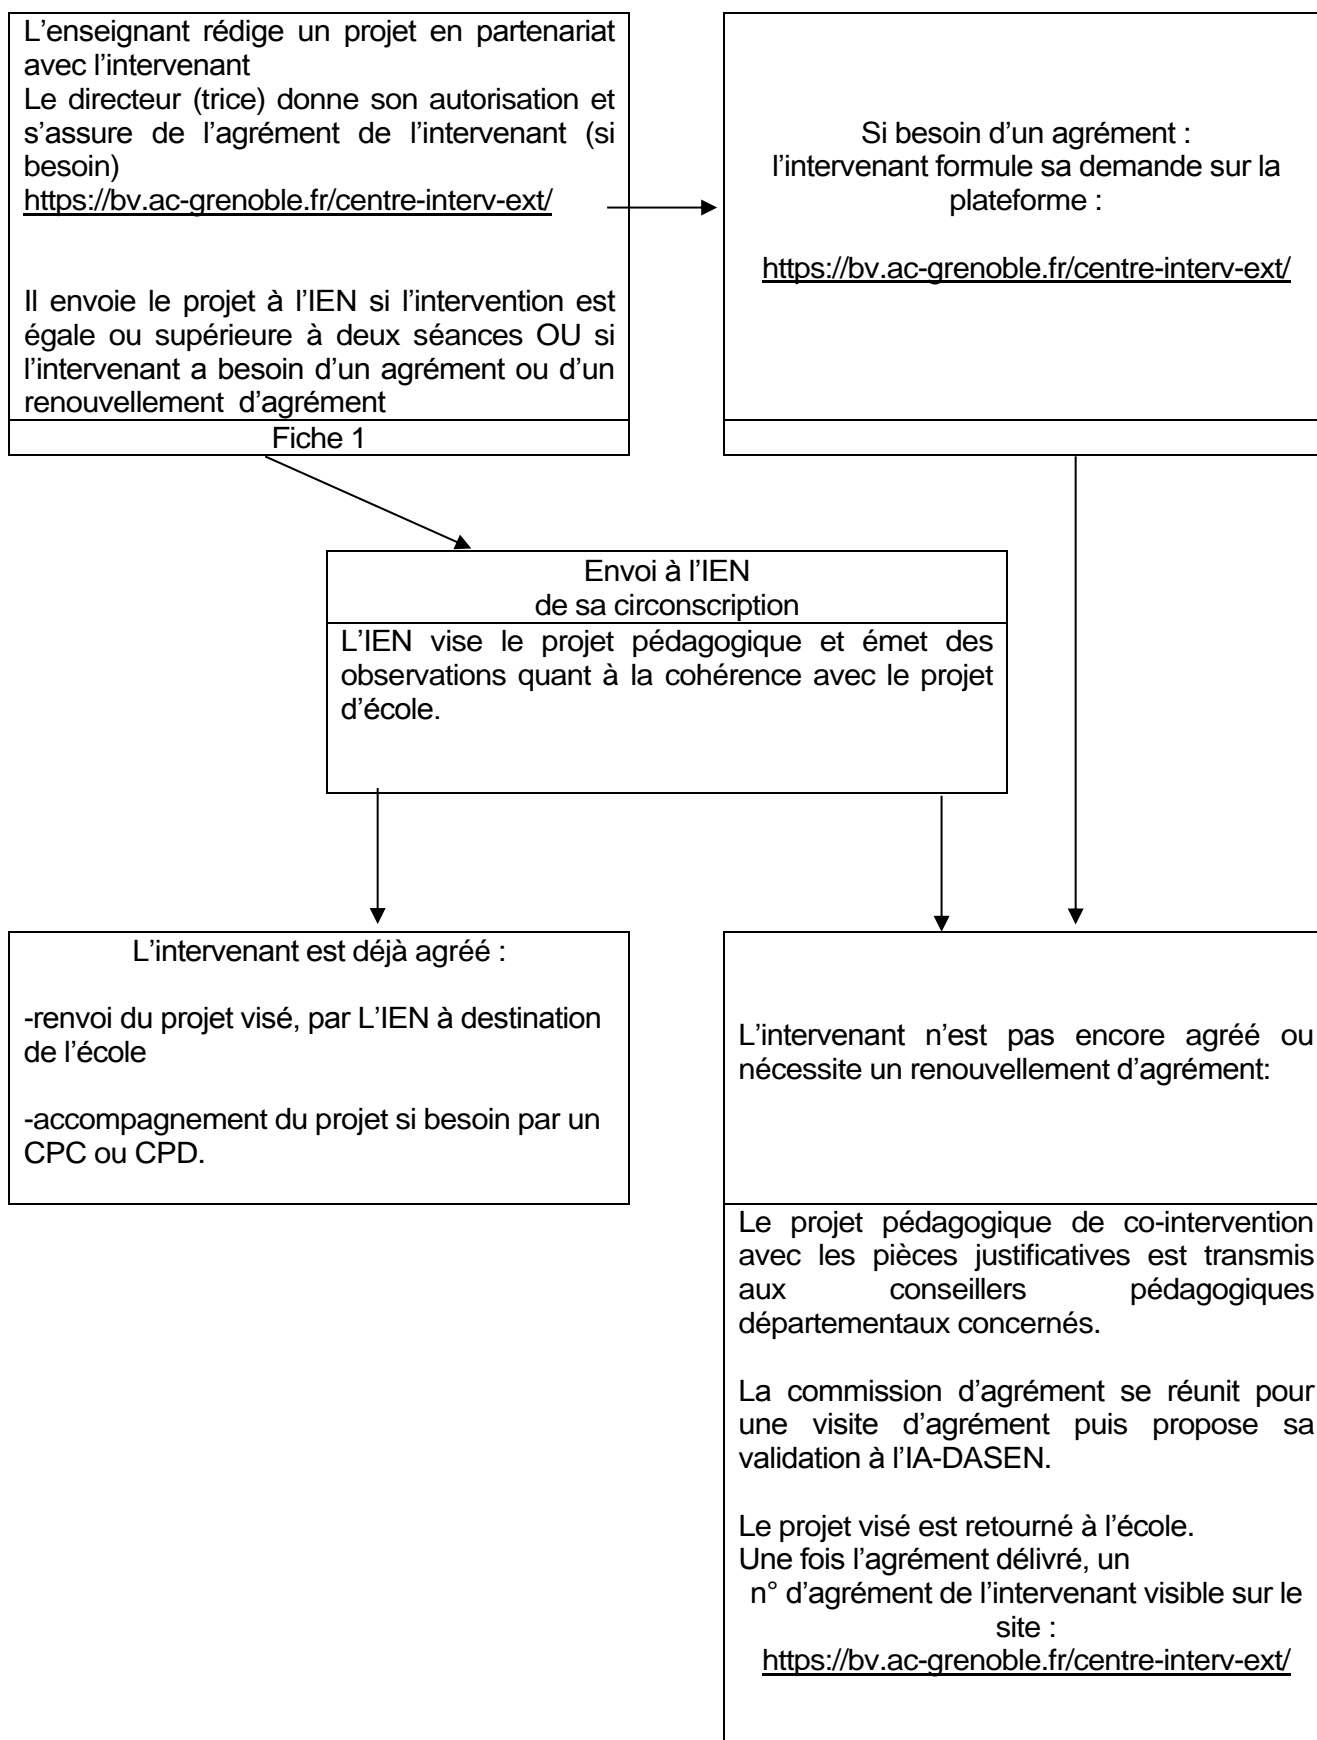 L’enseignant rédige un projet en partenariat
avec l’intervenant
Le directeur (trice) donne son autorisation et
s’assure de l’agrément de l’intervenant (si
besoin)
https://bv.ac-grenoble.fr/centre-interv-ext/
Il envoie le projet à l’IEN si l’intervention est
égale ou supérieure à deux séances OU si
l’intervenant a besoin d’un agrément ou d’un
renouvellement d’agrément
Fiche 1
Si besoin d’un agrément :
l’intervenant formule sa demande sur la
plateforme :
https://bv.ac-grenoble.fr/centre-interv-ext/
Envoi à l’IEN
de sa circonscription
L’IEN vise le projet pédagogique et émet des
observations quant à la cohérence avec le projet
d’école.
L’intervenant est déjà agréé :
-renvoi du projet visé, par L’IEN à destination
de l’école
-accompagnement du projet si besoin par un
CPC ou CPD.
L’intervenant n’est pas encore agréé ou
nécessite un renouvellement d’agrément:
Le projet pédagogique de co-intervention
avec les pièces justificatives est transmis
aux conseillers pédagogiques
départementaux concernés.
La commission d’agrément se réunit pour
une visite d’agrément puis propose sa
validation à l’IA-DASEN.
Le projet visé est retourné à l’école.
Une fois l’agrément délivré, un
n° d’agrément de l’intervenant visible sur le
site :
https://bv.ac-grenoble.fr/centre-interv-ext/